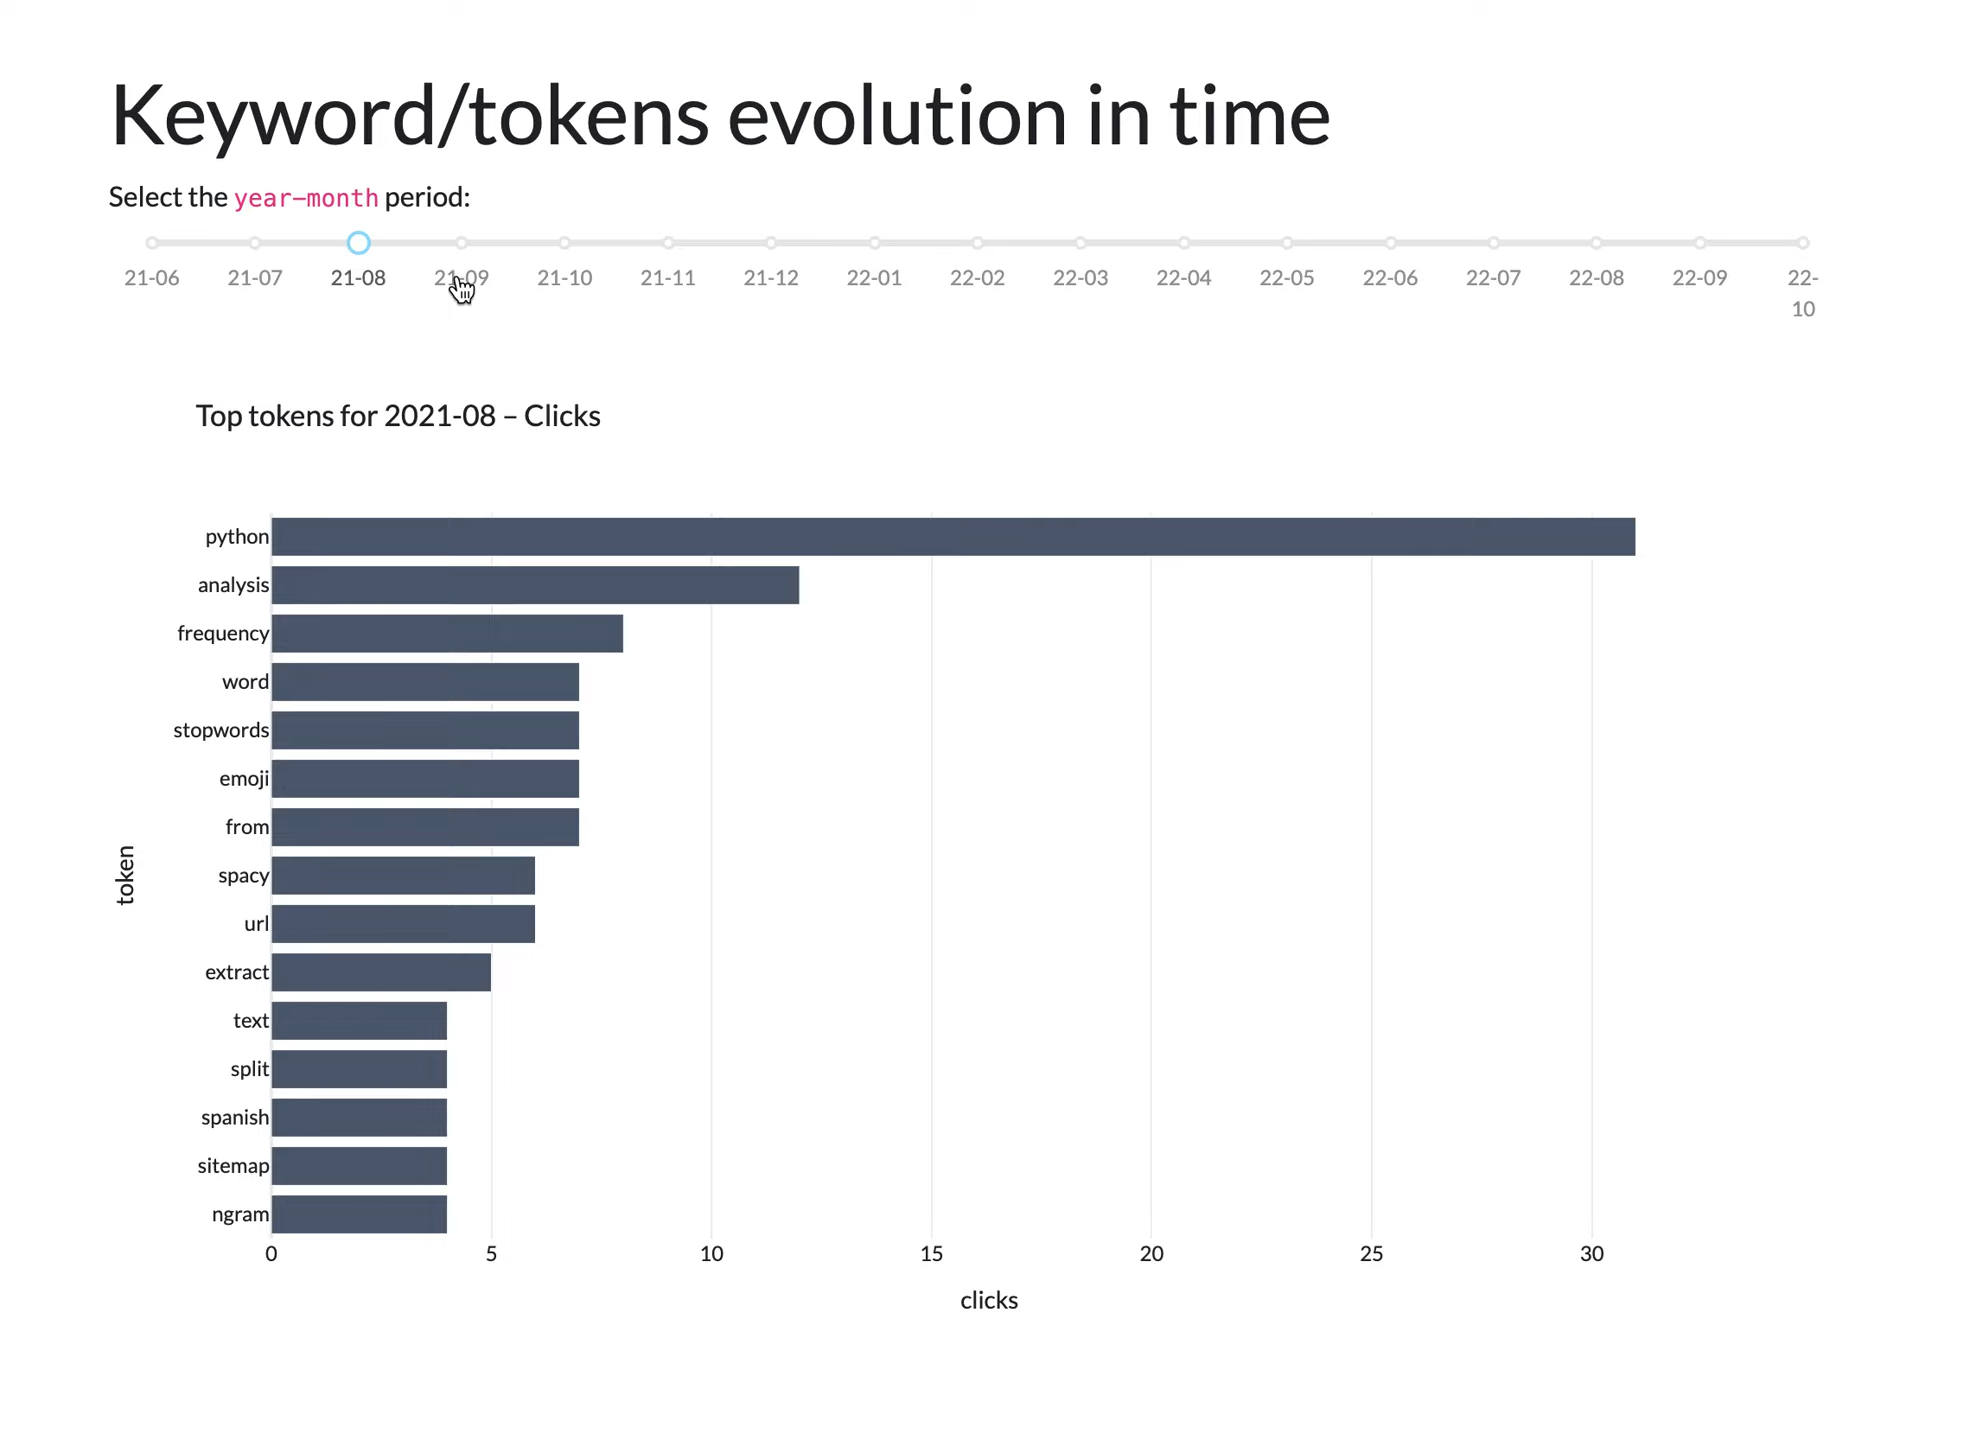 Keyword/tokens evolution in time
Select the year-month period:
21-06 21-07 21-08 21-09 21-10 21-11 21-12 22-01 22-02 22-03 22-04 22-05 22-06 22-07 22-08 22-09 22-
10
Top tokens for 2021-08 – Clicks
python
analysis
frequency
word
stopwords
emoji
from
token
spacy
url
extract
text
split
spanish
sitemap
ngram
0 5 10 15 20 25 30
clicks